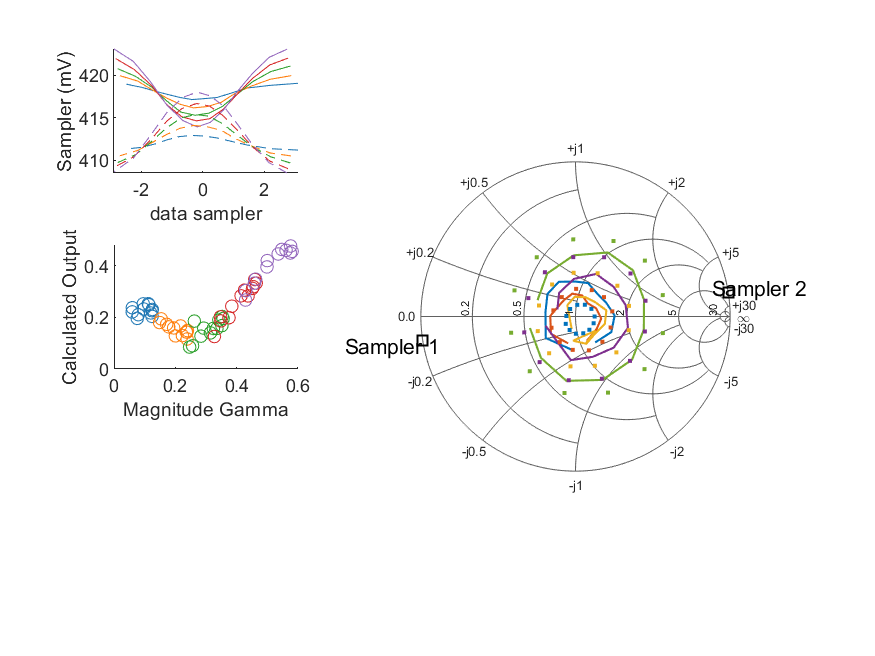 Sampler (mV)
420
415
410
-2
0
2
data sampler
Calculated Output
0.4
0.2
0
0
0.2
0.4
0.6
Magnitude Gamma
+j1
+j0.5
+j2
+j0.2
+j5
Sampler 2
+j30
0.0
0.2
0.5
1
2
5
30
∞
-j30
Sampler 1
-j0.2
-j5
-j0.5
-j2
-j1